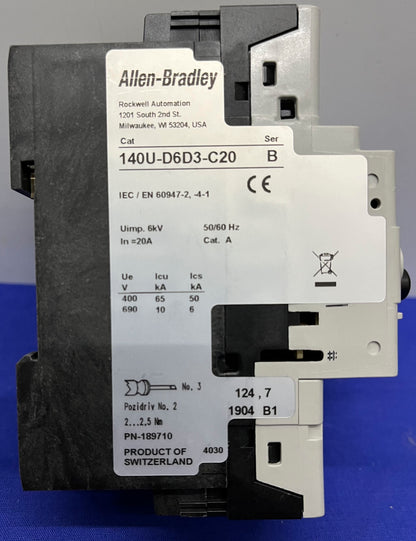 Allen-Bradley
Rockwell Automation
1201 South 2nd St.
Milwaukee, WI 53204, USA
Cat Ser
140U-D6D3-C20 B
IEC / EN 60947-2, -4-1
CE
Uimp. 6kV 50/60 Hz
In =20A Cat. A
Ue Icu Ics
V kA kA
400 65 50
690 10 6
No. 3
Pozidriv No. 2
2...2.5 Nm
PN-189710
PRODUCT OF 4030
SWITZERLAND
124 , 7
1904 B1